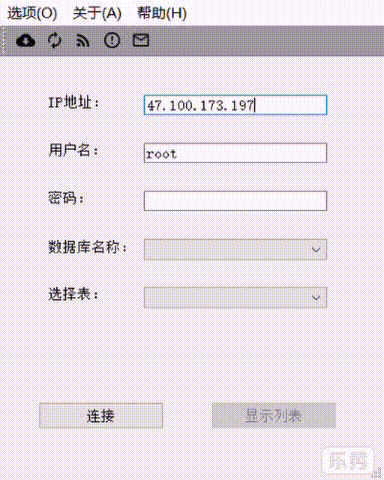 选项(O) 关于(A) 帮助(H)
IP地址： 47.100.173.197
用户名： root
密码：
数据库名称：
选择表：
连接 显示列表
乐秀